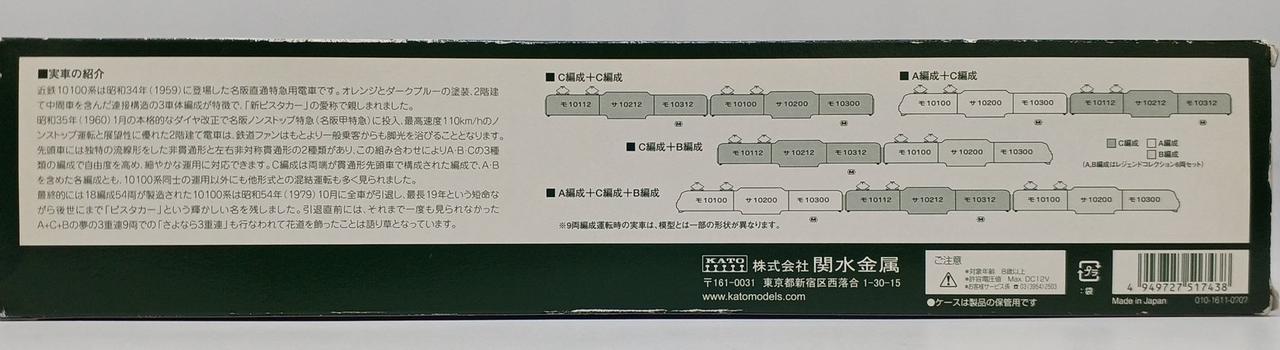 ■実車の紹介
近鉄10100系は昭和34年（1959）に登場した名阪直通特急用電車です。オレンジとダークブルーの塗装、2階建
て中間車を含んだ連接構造の3車体編成が特徴で、「新ビスタカー」の愛称で親しまれました。
昭和35年（1960）1月の本格的なダイヤ改正で名阪ノンストップ特急（名阪甲特急）に投入、最高速度110km/hのノ
ンストップ運転と展望性に優れた2階建て電車は、鉄道ファンはもとより一般乗客からも脚光を浴びることとなります。
先頭車には独特の流線形をした非貫通形と左右非対称貫通形の2種類があり、この組み合わせによりA・B・Cの3種
類の編成で自由度を高め、細やかな運用に対応できます。C編成は両端が貫通形先頭車で構成された編成で、A・B
を含めた各編成とも、10100系同士の運用以外にも他形式との混結運転も多く見られました。
最終的には18編成54両が製造された10100系は昭和54年（1979）10月に全車が引退し、最長19年という短命な
がら後世にまで「ビスタカー」という輝かしい名を残しました。引退直前には、それまで一度も見られなかった
A+C+Bの夢の3重連9両での「さよなら3重連」も行なわれて花道を飾ったことは語り草となっています。
■C編成+C編成
モ10112 サ10212 モ10312 モ10100 サ10200 モ10300
M M
■A編成+C編成
モ10100 サ10200 モ10300 モ10112 サ10212 モ10312
M M
■C編成+B編成
モ10112 サ10212 モ10312 モ10100 サ10200 モ10300
M
C編成 A編成
B編成
(A,B編成はレジェンドコレクション6両セット)
■A編成+C編成+B編成
モ10100 サ10200 モ10300 モ10112 サ10212 モ10312 モ10100 サ10200 モ10300
M M
※9両編成運転時の実車は、模型とは一部の形状が異なります。
KATO 株式会社 関水金属
〒161-0031 東京都新宿区西落合 1-30-15
www.katomodels.com
ご注意
●対象年齢 8歳以上
●許容電圧値 Max. DC12V
●お客様サービス係 ☎03(3954)2503
●ケースは製品の保管用です
プラ
:袋
4 949727 517438
Made in Japan 010-1611-0707